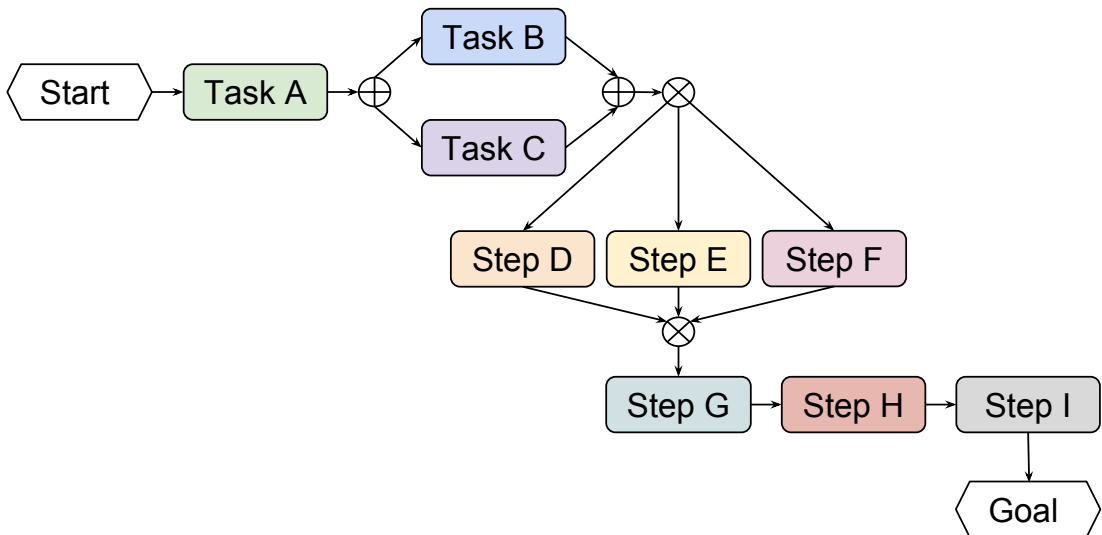 Start
Task A
Task B
Task C
Step D
Step E
Step F
Step G
Step H
Step I
Goal